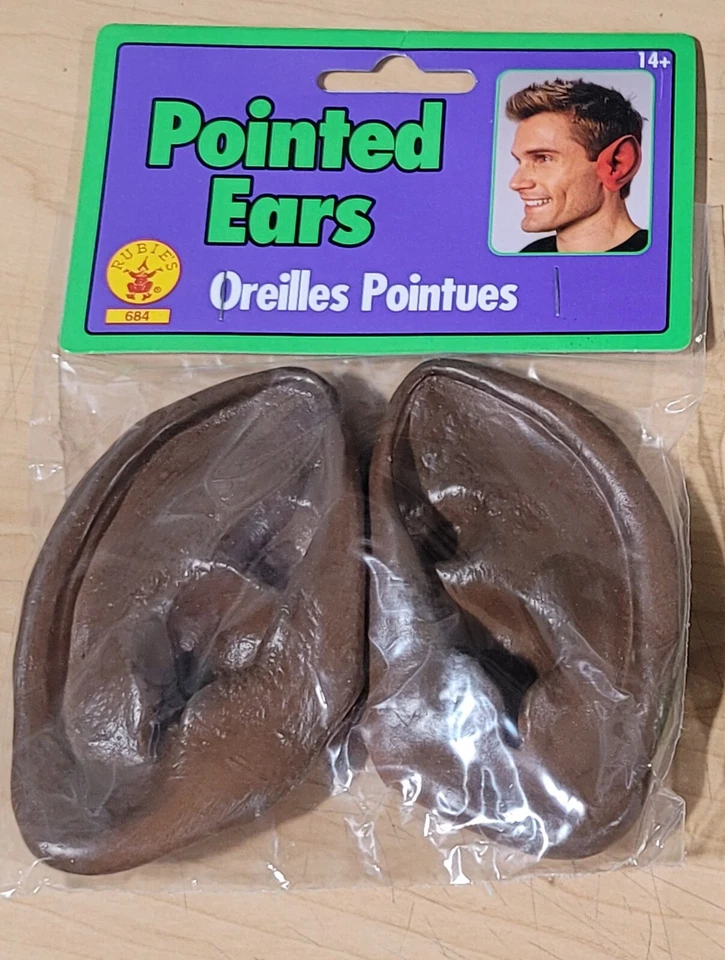 14+
Pointed
Ears
RUBIE'S
®
684
Oreilles Pointues